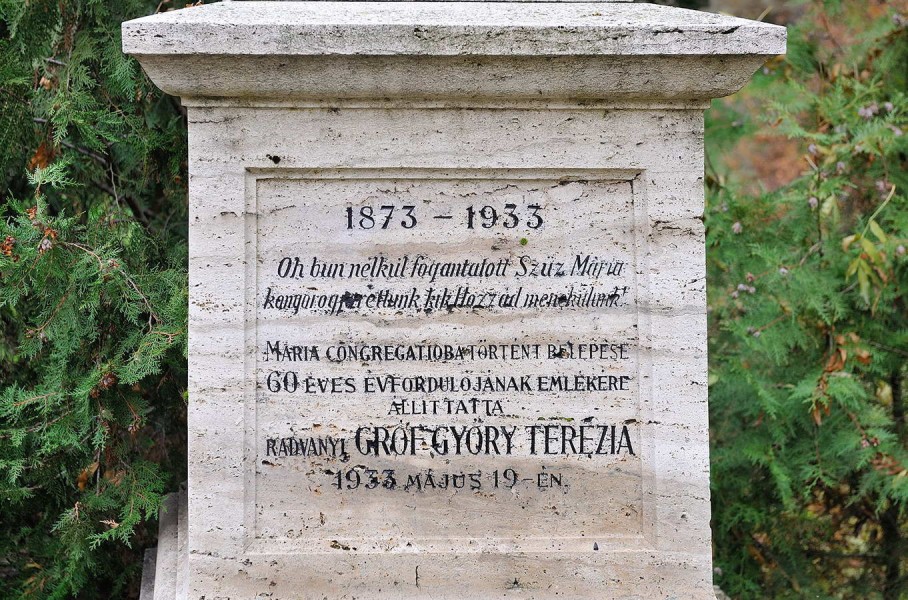 1873 – 1933
Oh bűn nélkül fogantatott Szűz Mária
könyörögj érettünk, kik Hozzád menekülünk!
MÁRIA CONGREGATIOBA TÖRTÉNT BELÉPÉSE
60 ÉVES ÉVFORDULÓJÁNAK EMLÉKÉRE
ÁLLÍTTATTA
RADVÁNYI GRÓF GYŐRY TERÉZIA
1933 MÁJUS 19-ÉN.